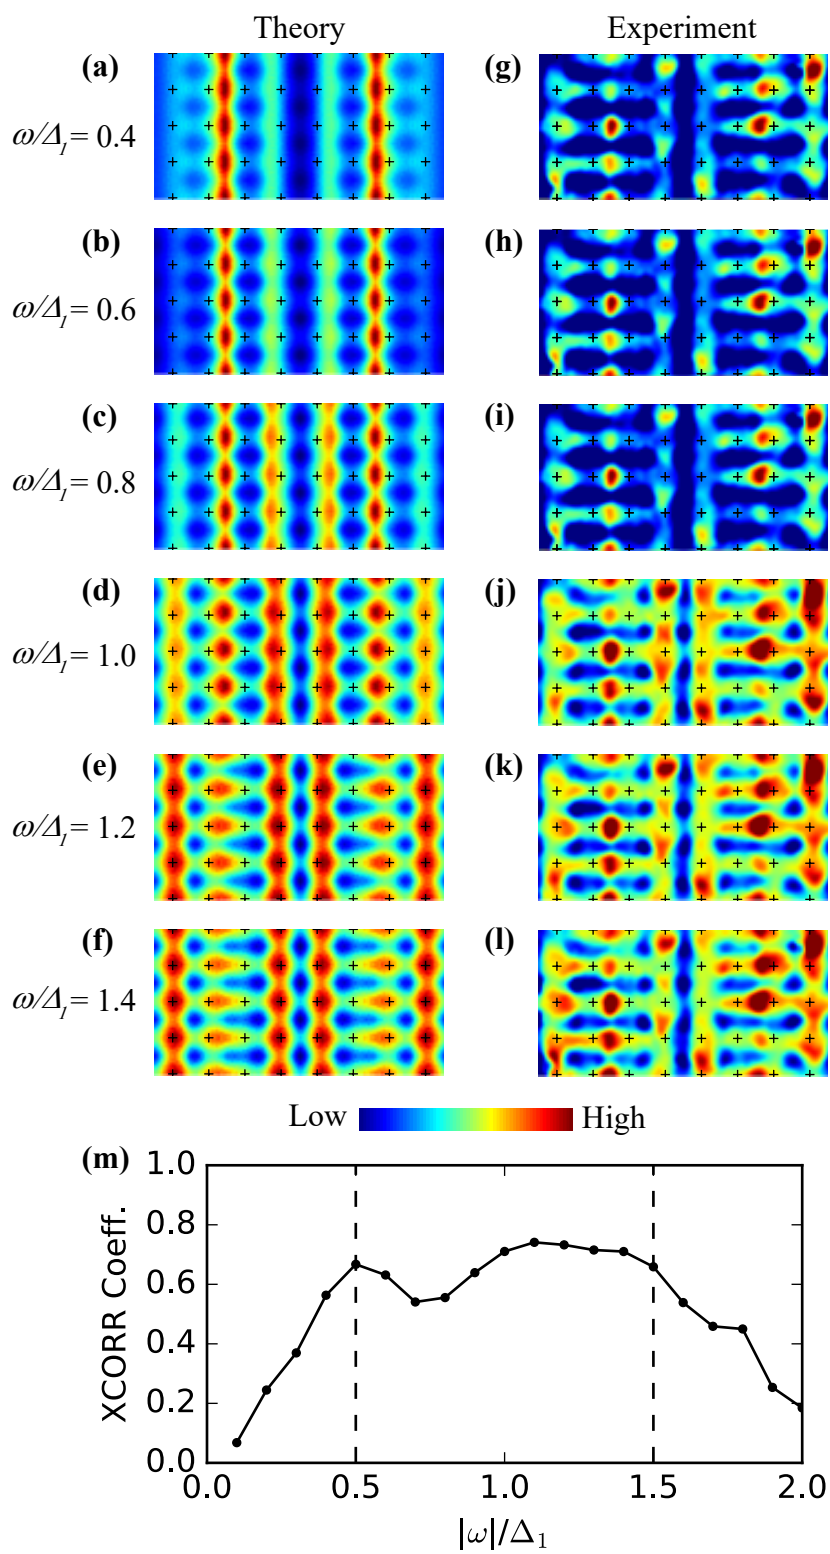 Theory Experiment
(a) (g)
ω/Δ₁ = 0.4
(b) (h)
ω/Δ₁ = 0.6
(c) (i)
ω/Δ₁ = 0.8
(d) (j)
ω/Δ₁ = 1.0
(e) (k)
ω/Δ₁ = 1.2
(f) (l)
ω/Δ₁ = 1.4
Low High
(m)
1.0
0.8
0.6
0.4
0.2
0.0
XCORR Coeff.
0.0 0.5 1.0 1.5 2.0
|ω|/Δ₁